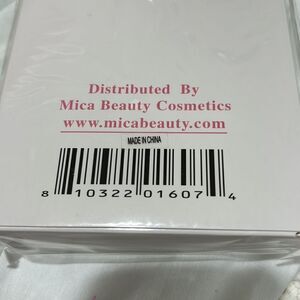 Distributed By
Mica Beauty Cosmetics
www.micabeauty.com
MADE IN CHINA
8 10322 01607 4